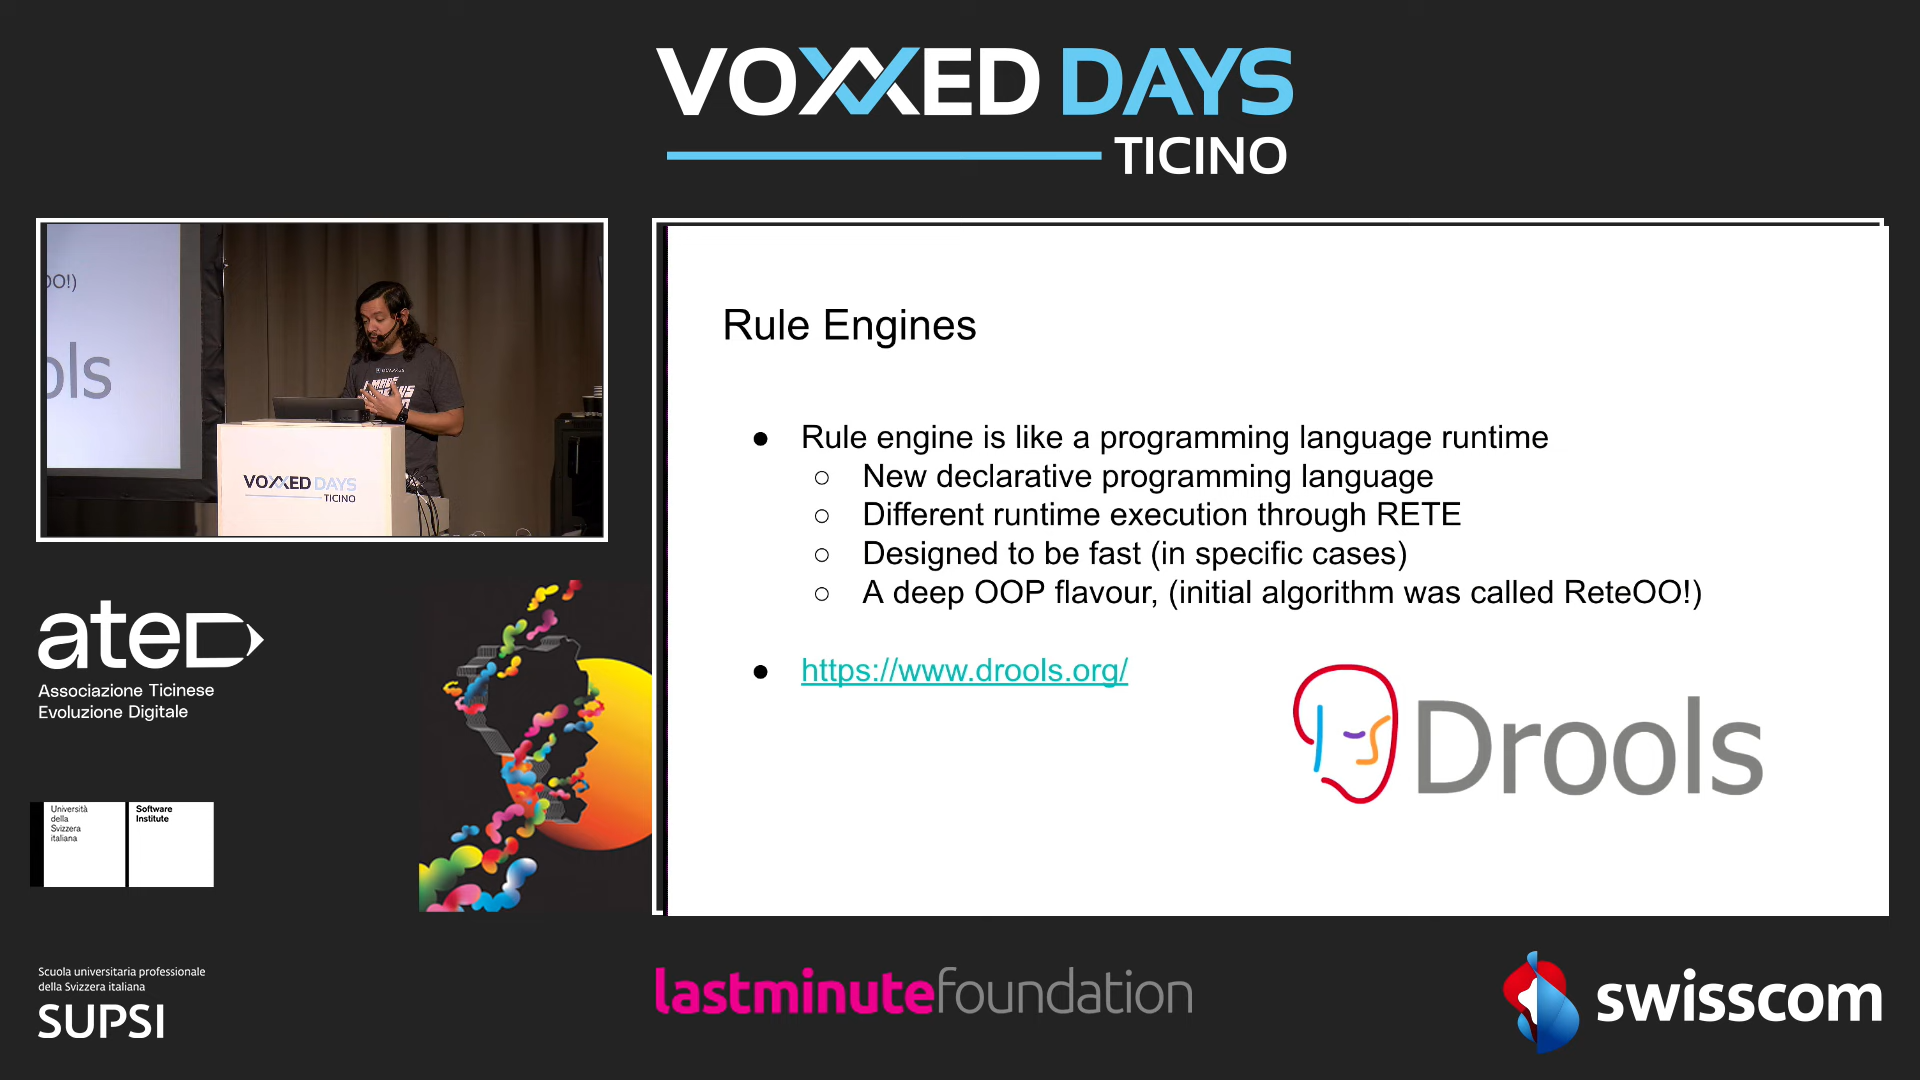 VOXXED DAYS
TICINO
OO!)
ols
VOXXED DAYS
TICINO
Rule Engines
● Rule engine is like a programming language runtime
○ New declarative programming language
○ Different runtime execution through RETE
○ Designed to be fast (in specific cases)
○ A deep OOP flavour, (initial algorithm was called ReteOO!)
● https://www.drools.org/
Drools
ated
Associazione Ticinese
Evoluzione Digitale
Università
della
Svizzera
italiana
Software
Institute
Scuola universitaria professionale
della Svizzera italiana
SUPSI
lastminutefoundation
swisscom